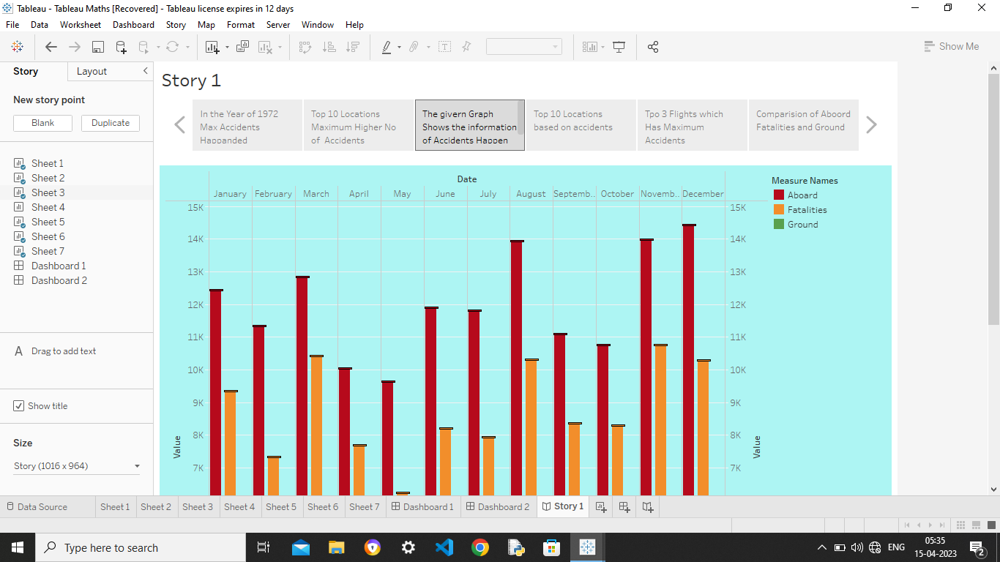 Tableau - Tableau Maths [Recovered] - Tableau license expires in 12 days
File Data Worksheet Dashboard Story Map Format Server Window Help
Show Me
Story Layout
New story point
Blank Duplicate
Sheet 1
Sheet 2
Sheet 3
Sheet 4
Sheet 5
Sheet 6
Sheet 7
Dashboard 1
Dashboard 2
A Drag to add text
Show title
Size
Story (1016 x 964)
Story 1
In the Year of 1972
Max Accidents
Happanded
Top 10 Locations
Maximum Higher No
of Accidents
The givern Graph
Shows the information
of Accidents Happen
Top 10 Locations
based on accidents
Tpo 3 Flights which
Has Maximum
Accidents
Comparision of Aboord
Fatalities and Ground
Date
January February March April May June July August Septemb.. October Novemb.. December
15K 15K
14K 14K
13K 13K
12K 12K
11K 11K
10K 10K
9K 9K
8K 8K
7K 7K
Value
Value
Measure Names
Aboard
Fatalities
Ground
Data Source Sheet 1 Sheet 2 Sheet 3 Sheet 4 Sheet 5 Sheet 6 Sheet 7 Dashboard 1 Dashboard 2 Story 1
Type here to search
ENG
05:35
15-04-2023
2